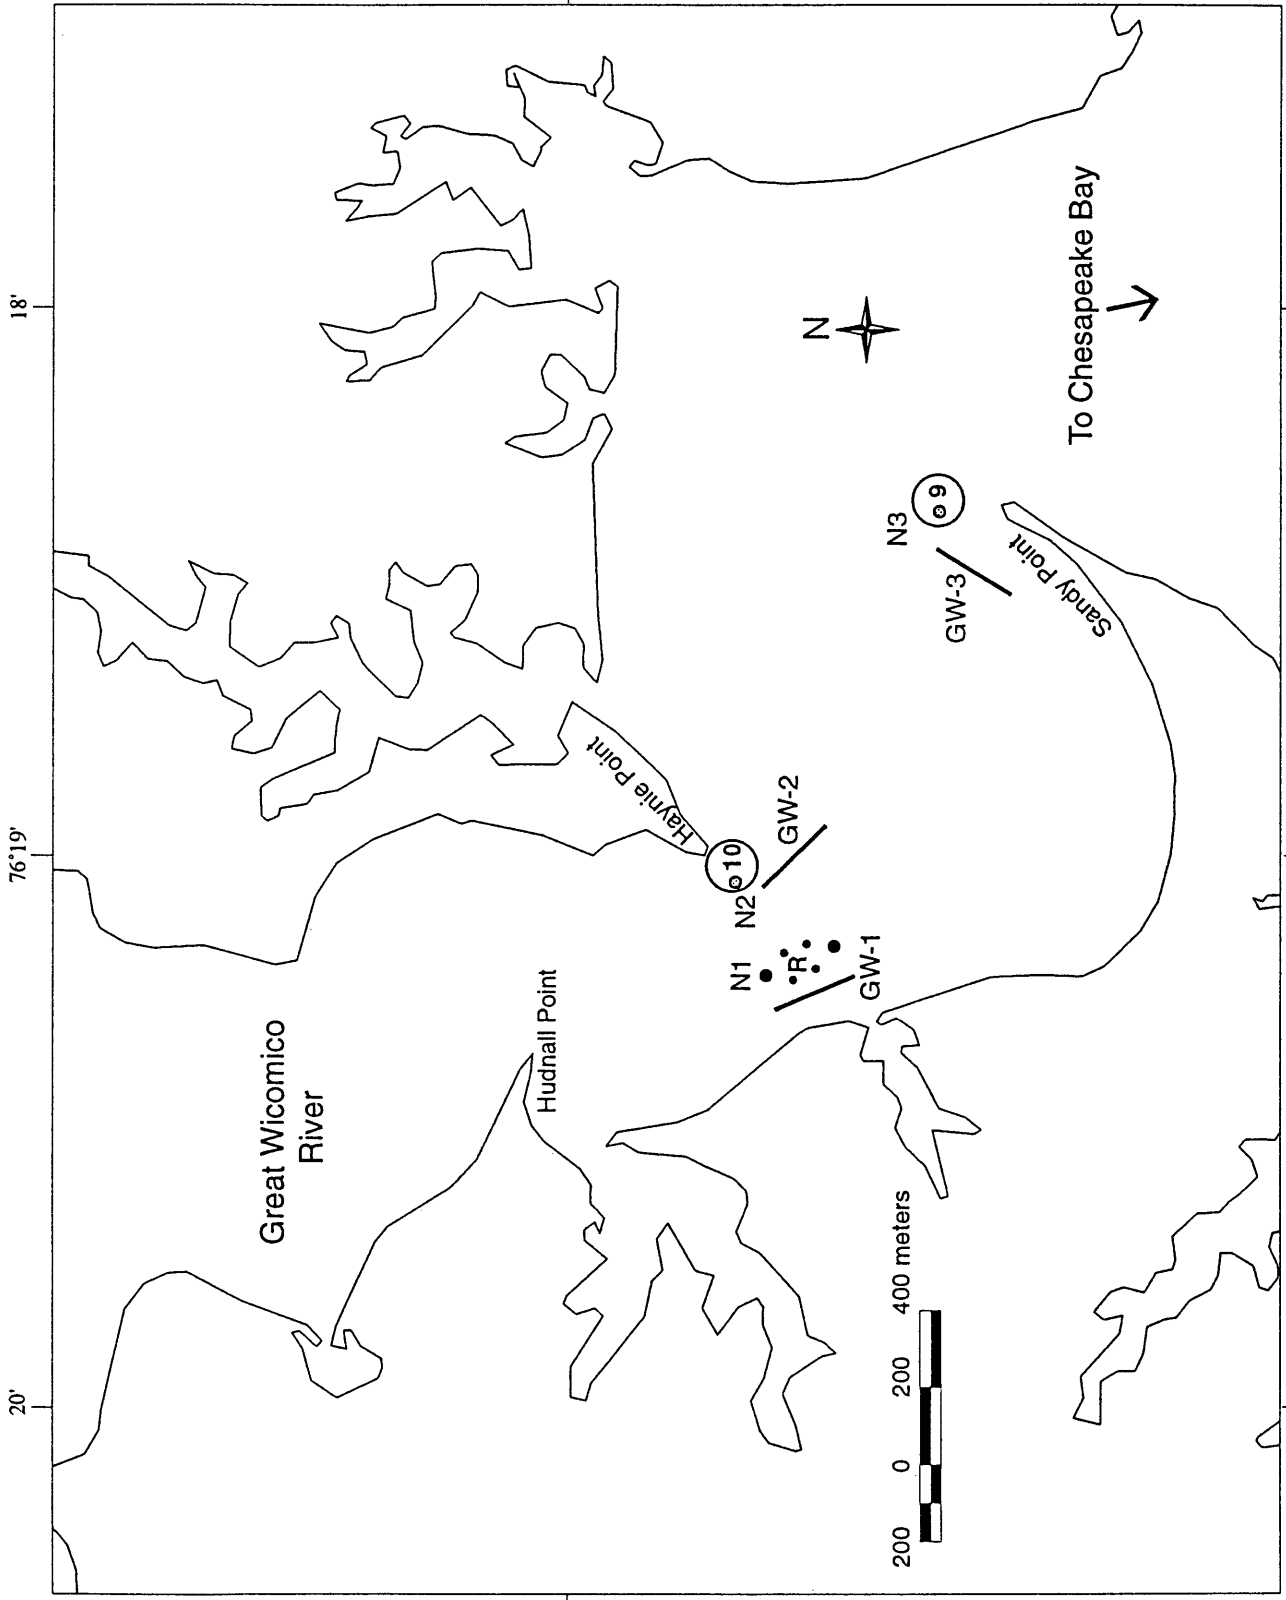 20'
76°19'
18'
Great Wicomico
River
Hudnall Point
Haynie Point
N1
R
GW-1
N2
10
GW-2
N3
9
GW-3
Sandy Point
N
To Chesapeake Bay
200 0 200 400 meters